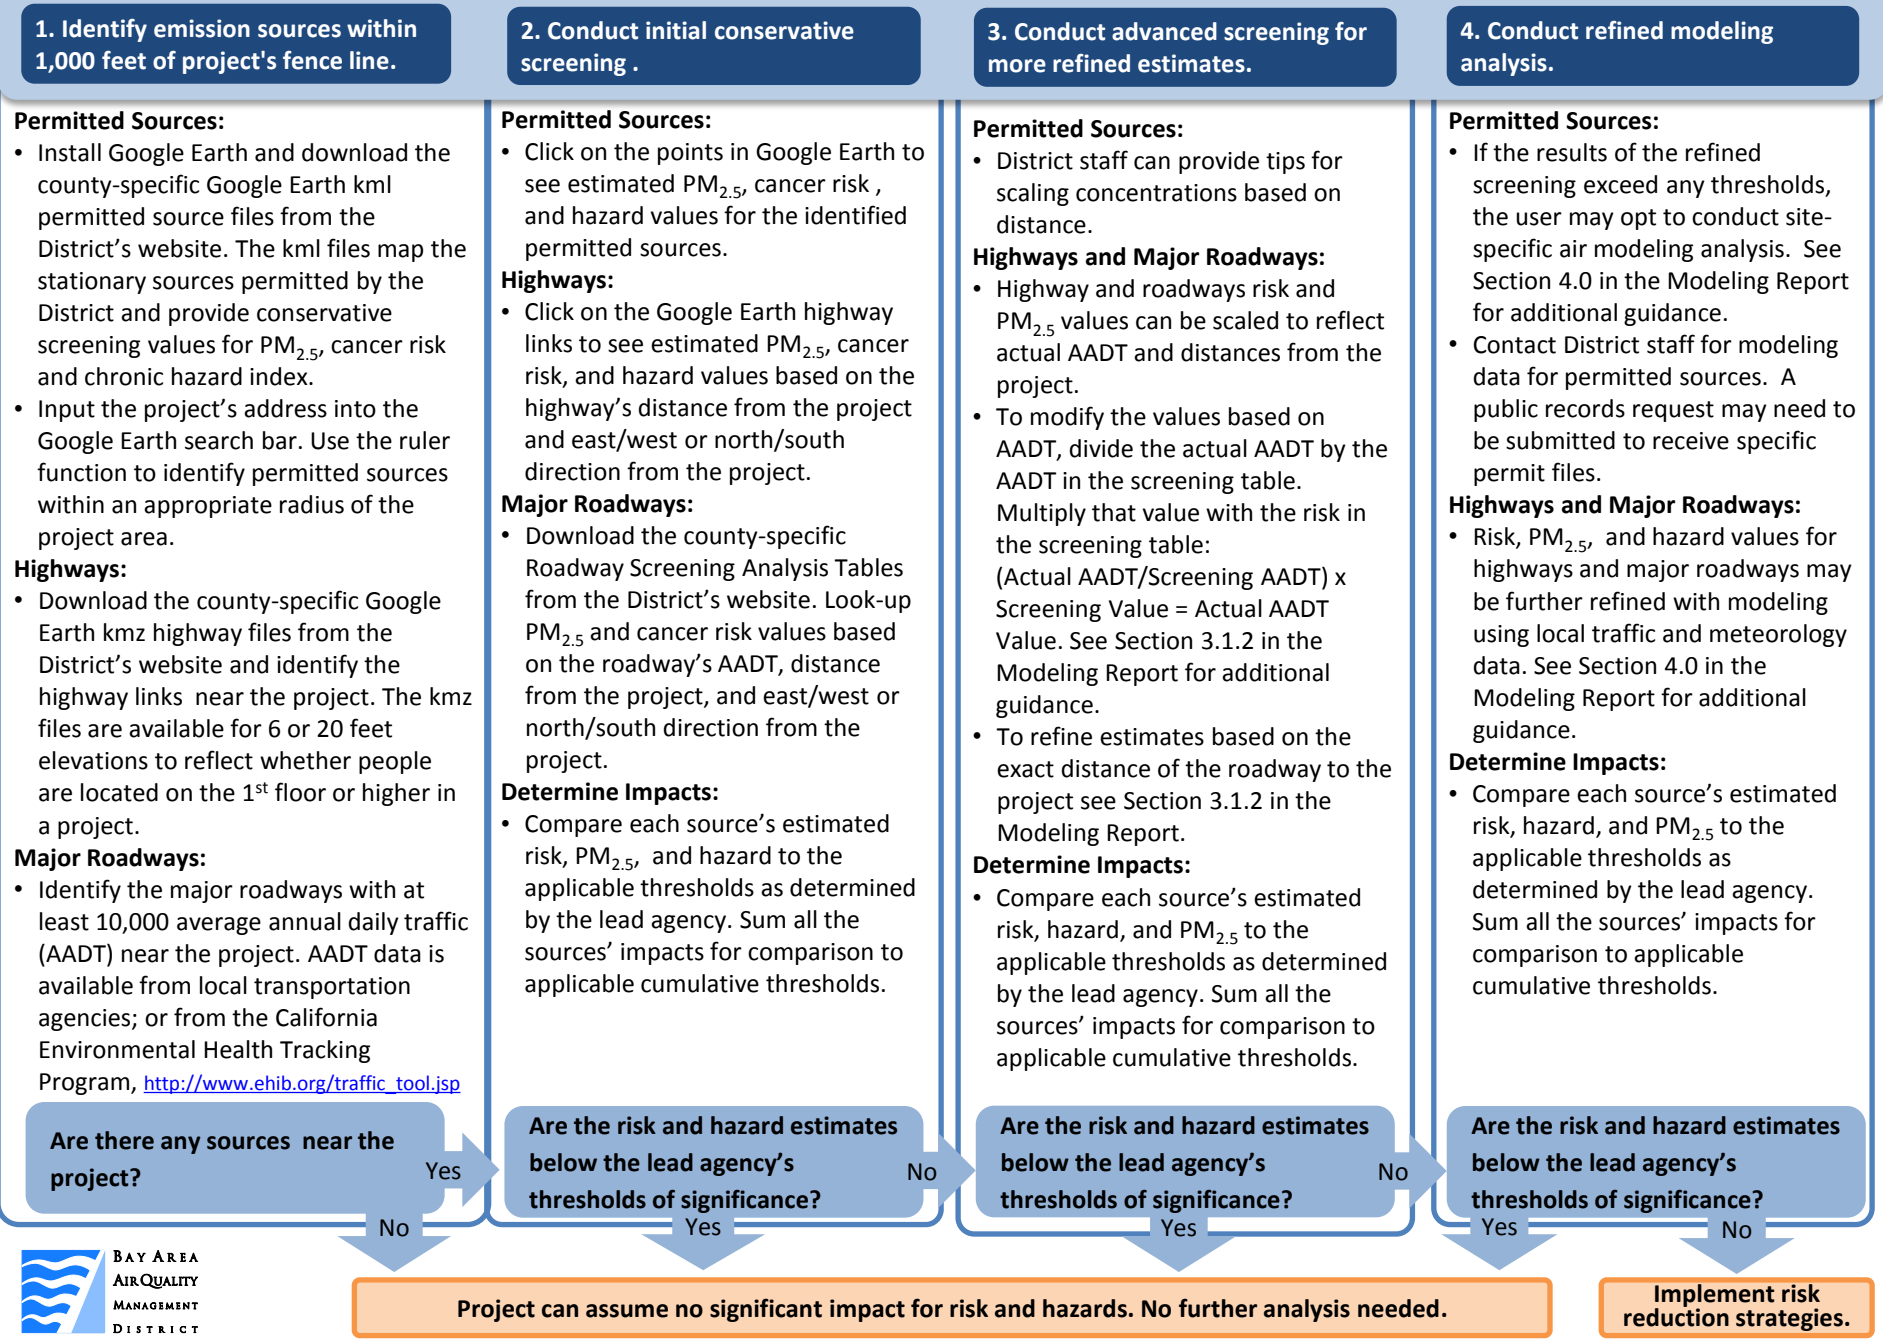 1. Identify emission sources within
1,000 feet of project's fence line.
Permitted Sources:
• Install Google Earth and download the
county-specific Google Earth kml
permitted source files from the
District’s website. The kml files map the
stationary sources permitted by the
District and provide conservative
screening values for PM2.5, cancer risk
and chronic hazard index.
• Input the project’s address into the
Google Earth search bar. Use the ruler
function to identify permitted sources
within an appropriate radius of the
project area.
Highways:
• Download the county-specific Google
Earth kmz highway files from the
District’s website and identify the
highway links near the project. The kmz
files are available for 6 or 20 feet
elevations to reflect whether people
are located on the 1st floor or higher in
a project.
Major Roadways:
• Identify the major roadways with at
least 10,000 average annual daily traffic
(AADT) near the project. AADT data is
available from local transportation
agencies; or from the California
Environmental Health Tracking
Program, http://www.ehib.org/traffic_tool.jsp
Are there any sources near the
project?
Yes
No
2. Conduct initial conservative
screening .
Permitted Sources:
• Click on the points in Google Earth to
see estimated PM2.5, cancer risk ,
and hazard values for the identified
permitted sources.
Highways:
• Click on the Google Earth highway
links to see estimated PM2.5, cancer
risk, and hazard values based on the
highway’s distance from the project
and east/west or north/south
direction from the project.
Major Roadways:
• Download the county-specific
Roadway Screening Analysis Tables
from the District’s website. Look-up
PM2.5 and cancer risk values based
on the roadway’s AADT, distance
from the project, and east/west or
north/south direction from the
project.
Determine Impacts:
• Compare each source’s estimated
risk, PM2.5, and hazard to the
applicable thresholds as determined
by the lead agency. Sum all the
sources’ impacts for comparison to
applicable cumulative thresholds.
Are the risk and hazard estimates
below the lead agency’s
thresholds of significance?
No
Yes
3. Conduct advanced screening for
more refined estimates.
Permitted Sources:
• District staff can provide tips for
scaling concentrations based on
distance.
Highways and Major Roadways:
• Highway and roadways risk and
PM2.5 values can be scaled to reflect
actual AADT and distances from the
project.
• To modify the values based on
AADT, divide the actual AADT by the
AADT in the screening table.
Multiply that value with the risk in
the screening table:
(Actual AADT/Screening AADT) x
Screening Value = Actual AADT
Value. See Section 3.1.2 in the
Modeling Report for additional
guidance.
• To refine estimates based on the
exact distance of the roadway to the
project see Section 3.1.2 in the
Modeling Report.
Determine Impacts:
• Compare each source’s estimated
risk, hazard, and PM2.5 to the
applicable thresholds as determined
by the lead agency. Sum all the
sources’ impacts for comparison to
applicable cumulative thresholds.
Are the risk and hazard estimates
below the lead agency’s
thresholds of significance?
No
Yes
4. Conduct refined modeling
analysis.
Permitted Sources:
• If the results of the refined
screening exceed any thresholds,
the user may opt to conduct site-
specific air modeling analysis. See
Section 4.0 in the Modeling Report
for additional guidance.
• Contact District staff for modeling
data for permitted sources. A
public records request may need to
be submitted to receive specific
permit files.
Highways and Major Roadways:
• Risk, PM2.5, and hazard values for
highways and major roadways may
be further refined with modeling
using local traffic and meteorology
data. See Section 4.0 in the
Modeling Report for additional
guidance.
Determine Impacts:
• Compare each source’s estimated
risk, hazard, and PM2.5 to the
applicable thresholds as
determined by the lead agency.
Sum all the sources’ impacts for
comparison to applicable
cumulative thresholds.
Are the risk and hazard estimates
below the lead agency’s
thresholds of significance?
Yes
No
BAY AREA
AIR QUALITY
MANAGEMENT
DISTRICT
Project can assume no significant impact for risk and hazards. No further analysis needed.
Implement risk
reduction strategies.